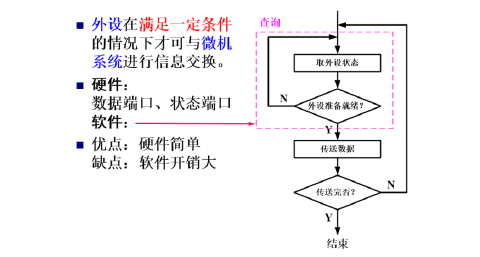 外设在满足一定条件
的情况下才可与微机
系统进行信息交换。
硬件：
数据端口、状态端口
软件：
优点：硬件简单
缺点：软件开销大
查询
取外设状态
外设准备就绪?
N
Y
传送数据
传送完否?
N
Y
结束